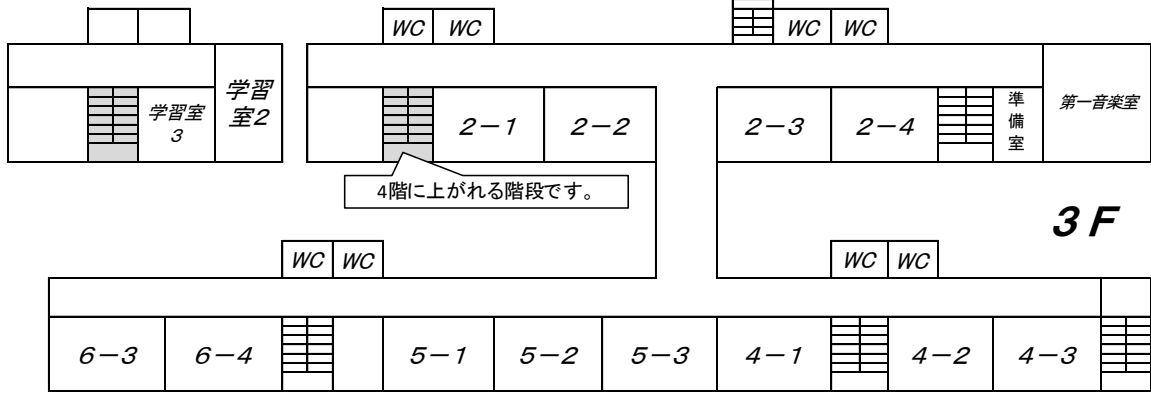 WC WC
WC WC
学習
室2
学習室
3
2-1
2-2
2-3
2-4
準
備
室
第一音楽室
4階に上がれる階段です。
3F
WC WC
WC WC
6-3
6-4
5-1
5-2
5-3
4-1
4-2
4-3